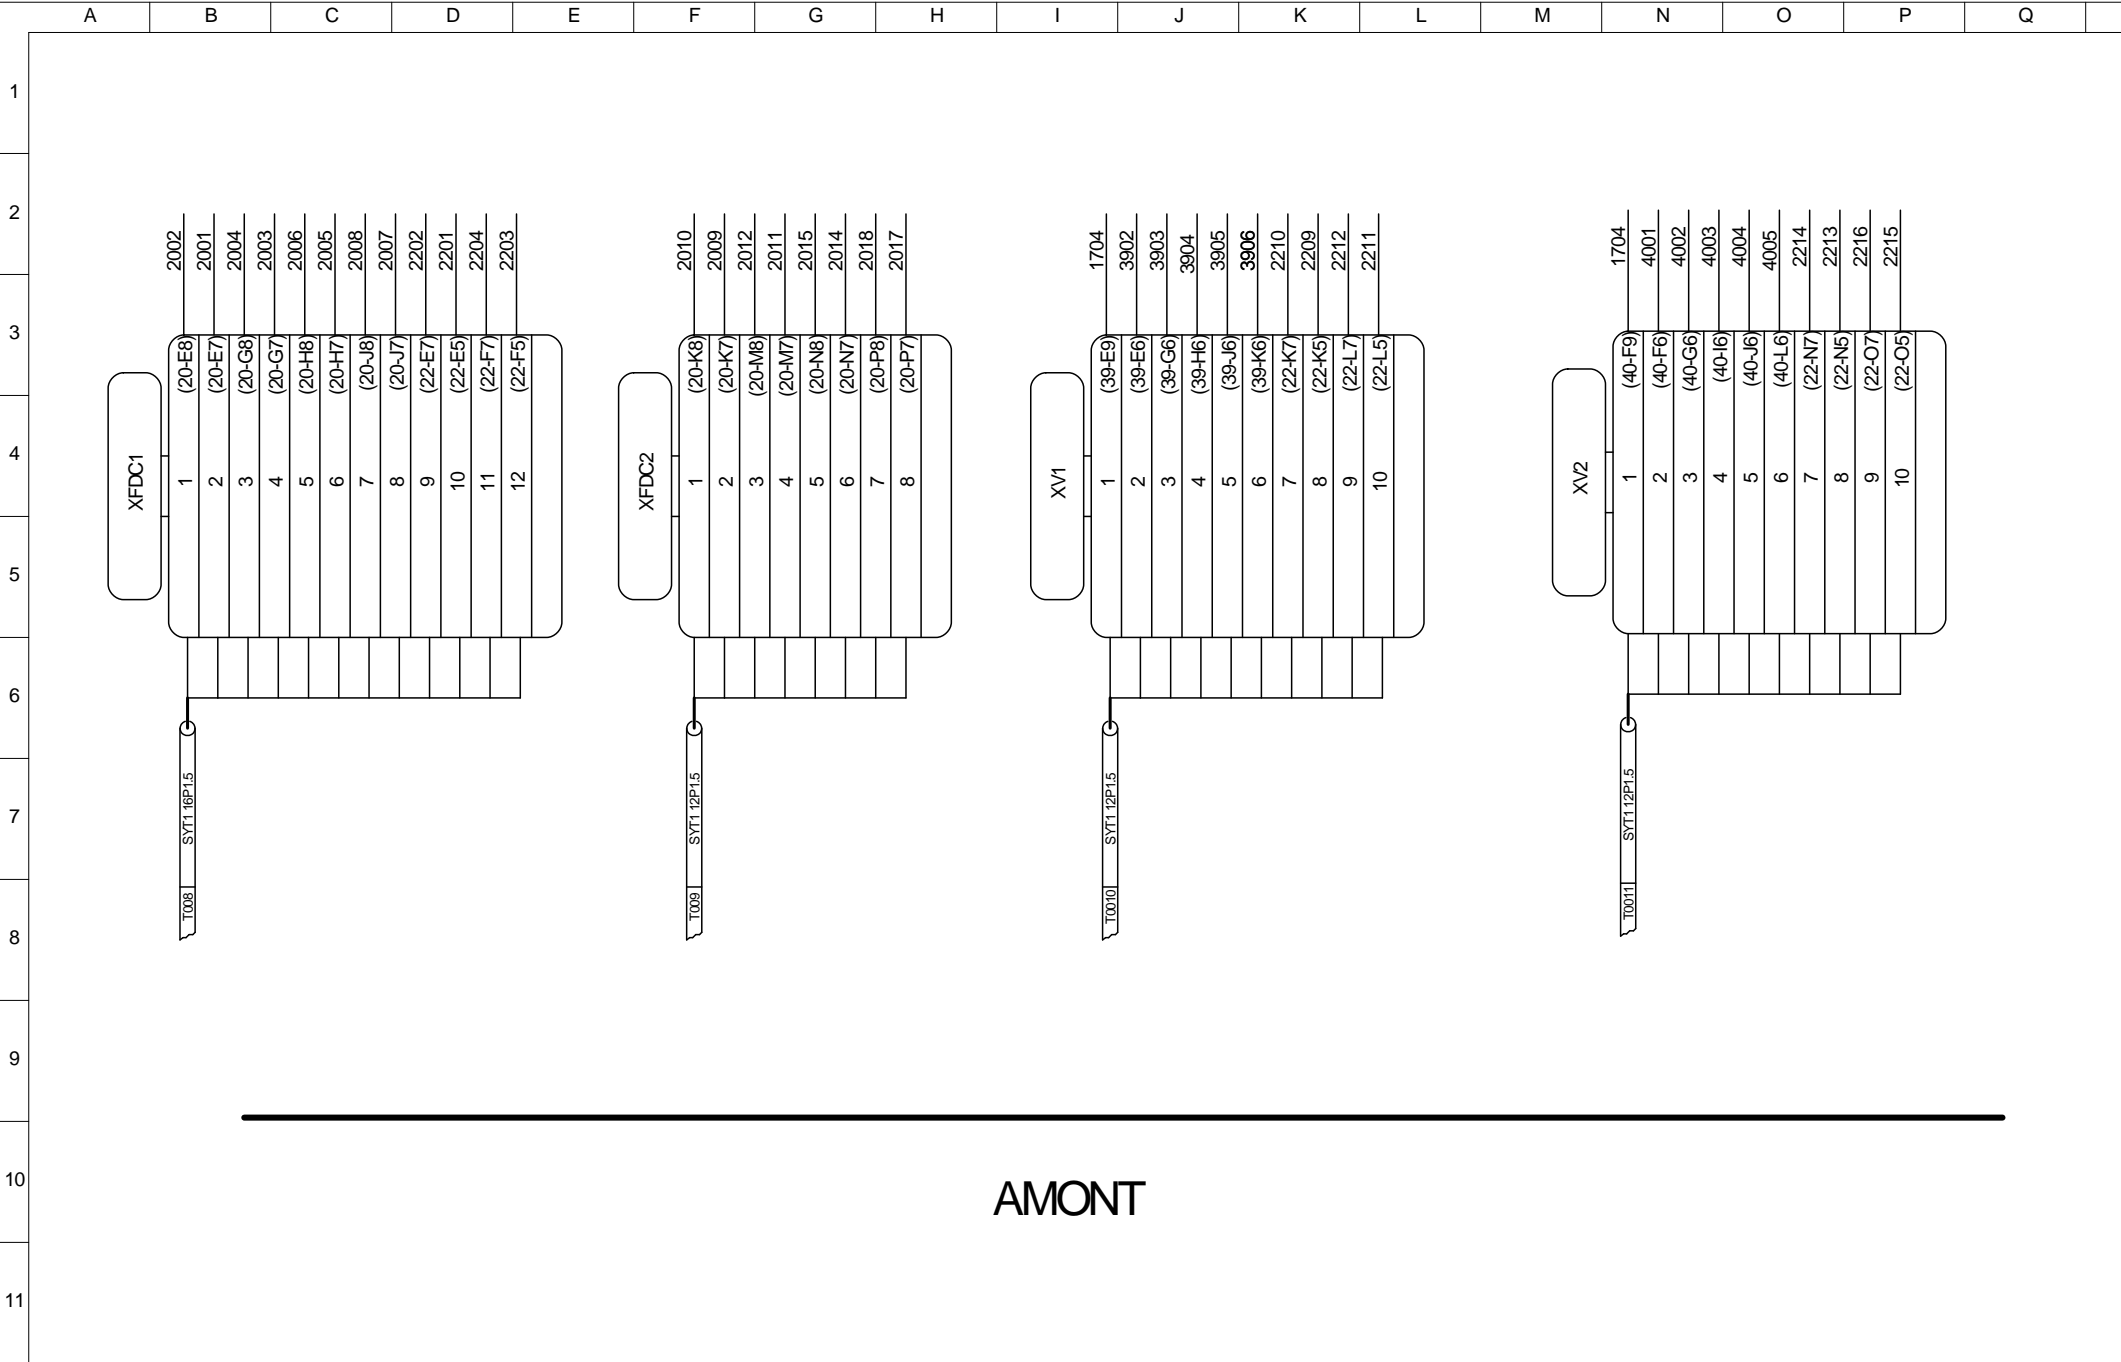 A B C D E F G H I J K L M N O P Q
1
2
3
4
5
6
7
8
9
10
11
2002 2001 2004 2003 2006 2005 2008 2007 2202 2201 2204 2203
(20-E8) (20-E7) (20-G8) (20-G7) (20-H8) (20-H7) (20-J8) (20-J7) (22-E7) (22-E5) (22-F7) (22-F5)
XFDC1
1 2 3 4 5 6 7 8 9 10 11 12
SYT1 16P1.5
T008
2010 2009 2012 2011 2015 2014 2018 2017
(20-K8) (20-K7) (20-M8) (20-M7) (20-N8) (20-N7) (20-P8) (20-P7)
XFDC2
1 2 3 4 5 6 7 8
SYT1 12P1.5
T009
1704 3902 3903 3904 3905 3906 2210 2209 2212 2211
(39-E9) (39-E6) (39-G6) (39-H6) (39-J6) (39-K6) (22-K7) (22-K5) (22-L7) (22-L5)
XV1
1 2 3 4 5 6 7 8 9 10
SYT1 12P1.5
T0010
1704 4001 4002 4003 4004 4005 2214 2213 2216 2215
(40-F9) (40-F6) (40-G6) (40-I6) (40-J6) (40-L6) (22-N7) (22-N5) (22-O7) (22-O5)
XV2
1 2 3 4 5 6 7 8 9 10
SYT1 12P1.5
T0011
AMONT